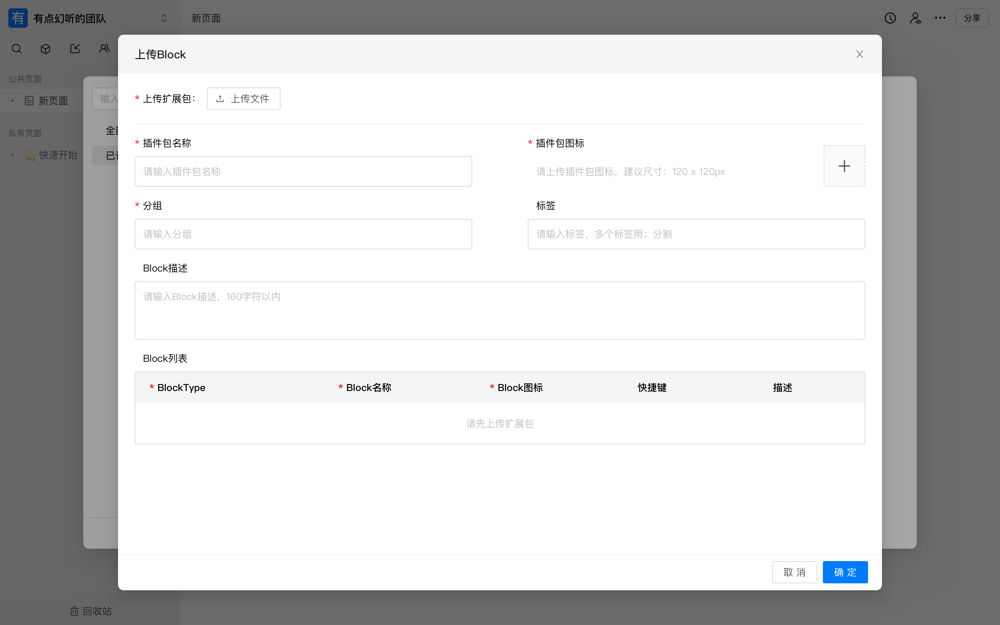 有 有点幻听的团队
新页面
分享
公共页面
新页面
私有页面
快速开始
回收站
输入
全部
已
上传Block
* 上传扩展包：
上传文件
* 插件包名称
请输入插件包名称
* 插件包图标
请上传插件包图标，建议尺寸：120 x 120px
* 分组
请输入分组
标签
请输入标签，多个标签用；分割
Block描述
请输入Block描述，160字符以内
Block列表
* BlockType * Block名称 * Block图标 快捷键 描述
请先上传扩展包
取 消 确 定